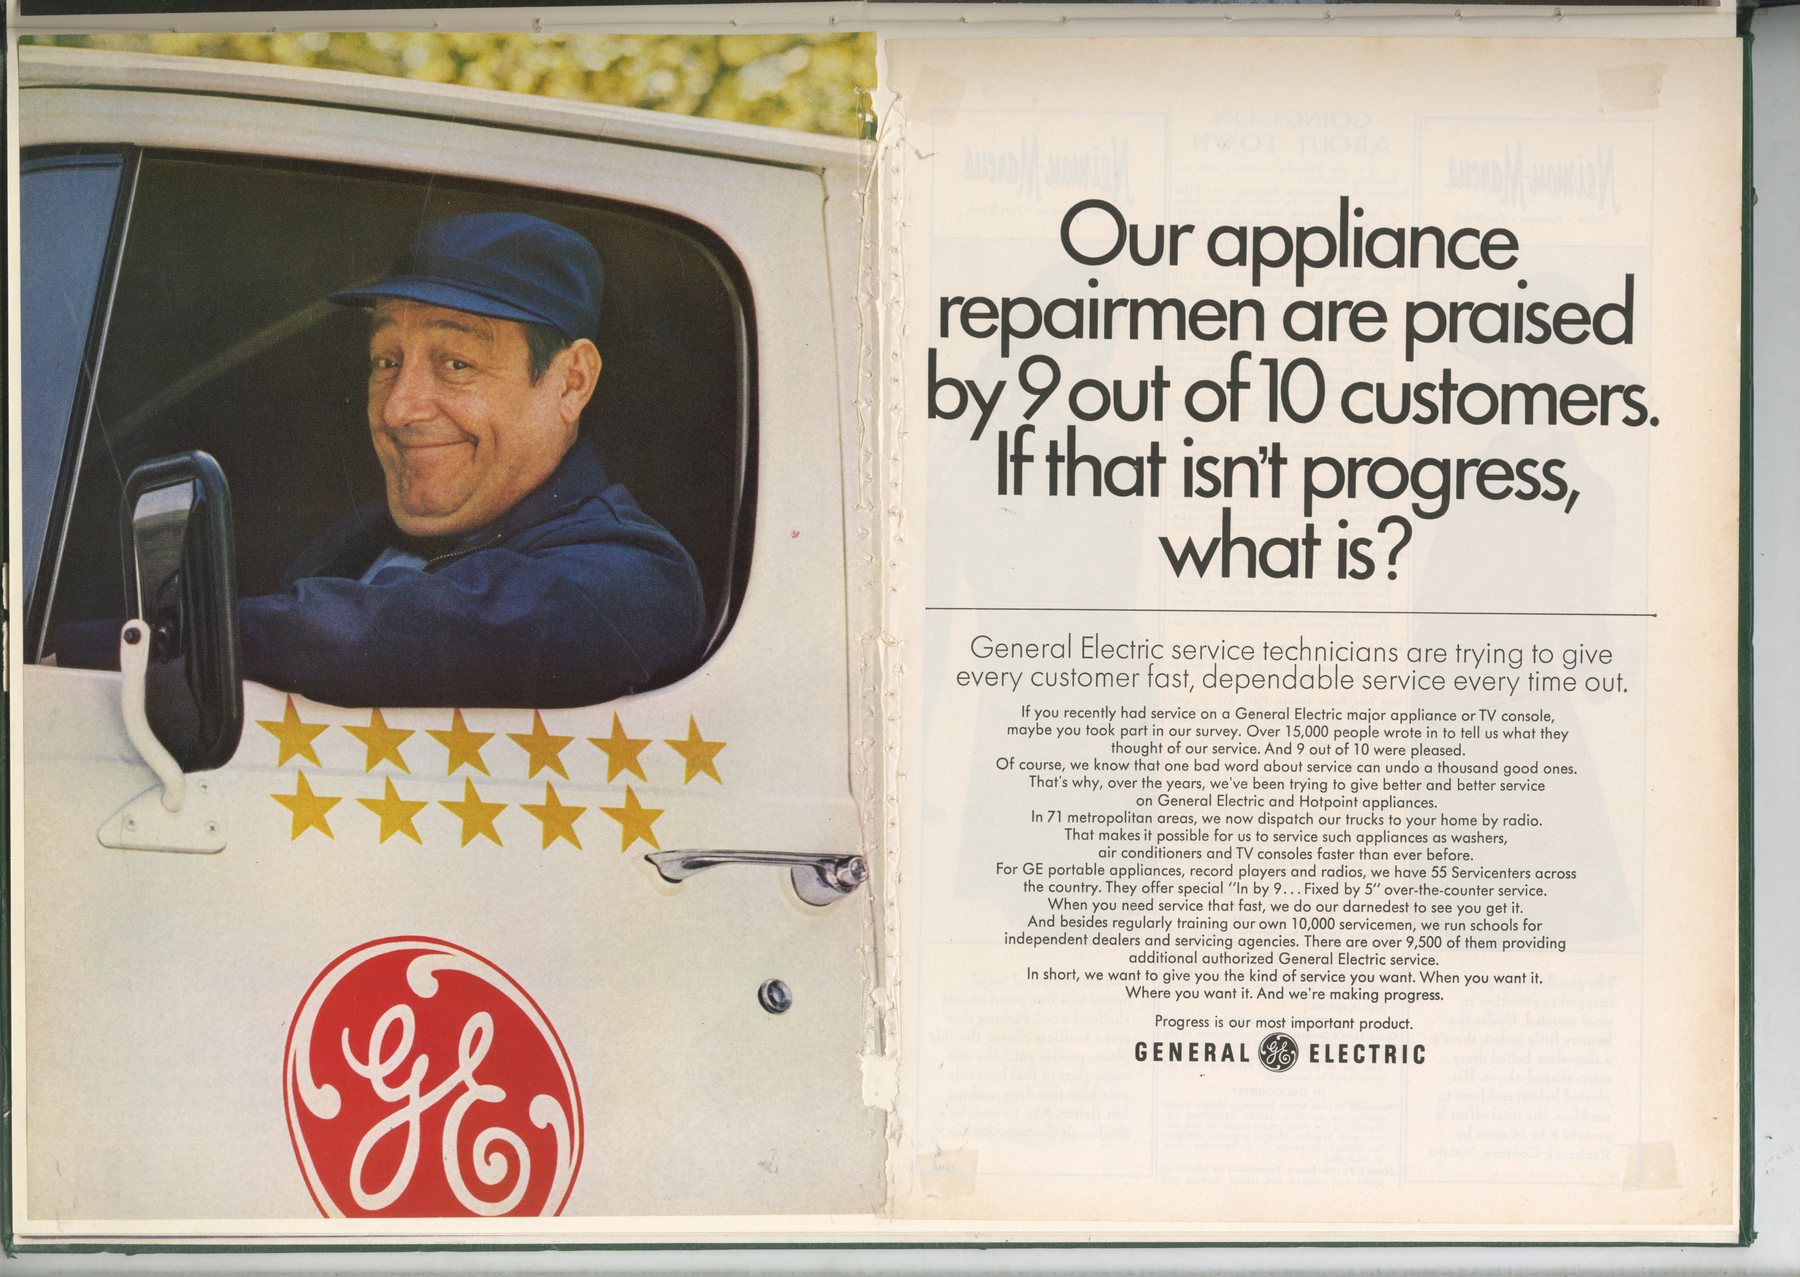 GE
Our appliance
repairmen are praised
by 9 out of 10 customers.
If that isn't progress,
what is?
General Electric service technicians are trying to give
every customer fast, dependable service every time out.
If you recently had service on a General Electric major appliance or TV console,
maybe you took part in our survey. Over 15,000 people wrote in to tell us what they
thought of our service. And 9 out of 10 were pleased.
Of course, we know that one bad word about service can undo a thousand good ones.
That's why, over the years, we've been trying to give better and better service
on General Electric and Hotpoint appliances.
In 71 metropolitan areas, we now dispatch our trucks to your home by radio.
That makes it possible for us to service such appliances as washers,
air conditioners and TV consoles faster than ever before.
For GE portable appliances, record players and radios, we have 55 Servicenters across
the country. They offer special "In by 9...Fixed by 5" over-the-counter service.
When you need service that fast, we do our darnedest to see you get it.
And besides regularly training our own 10,000 servicemen, we run schools for
independent dealers and servicing agencies. There are over 9,500 of them providing
additional authorized General Electric service.
In short, we want to give you the kind of service you want. When you want it.
Where you want it. And we're making progress.
Progress is our most important product.
GENERAL GE ELECTRIC